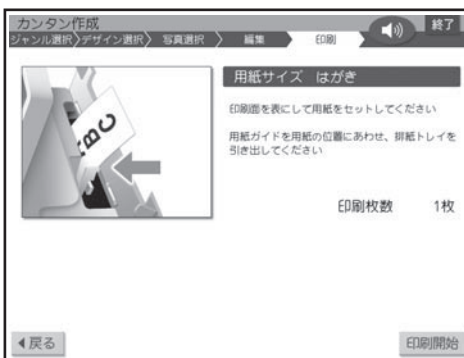 カンタン作成
終了
ジャンル選択〉デザイン選択〉 写真選択 〉 編集 印刷
用紙サイズ はがき
印刷面を表にして用紙をセットしてください
用紙ガイドを用紙の位置にあわせ、排紙トレイを
引き出してください
ABC
印刷枚数 1枚
◀戻る
印刷開始